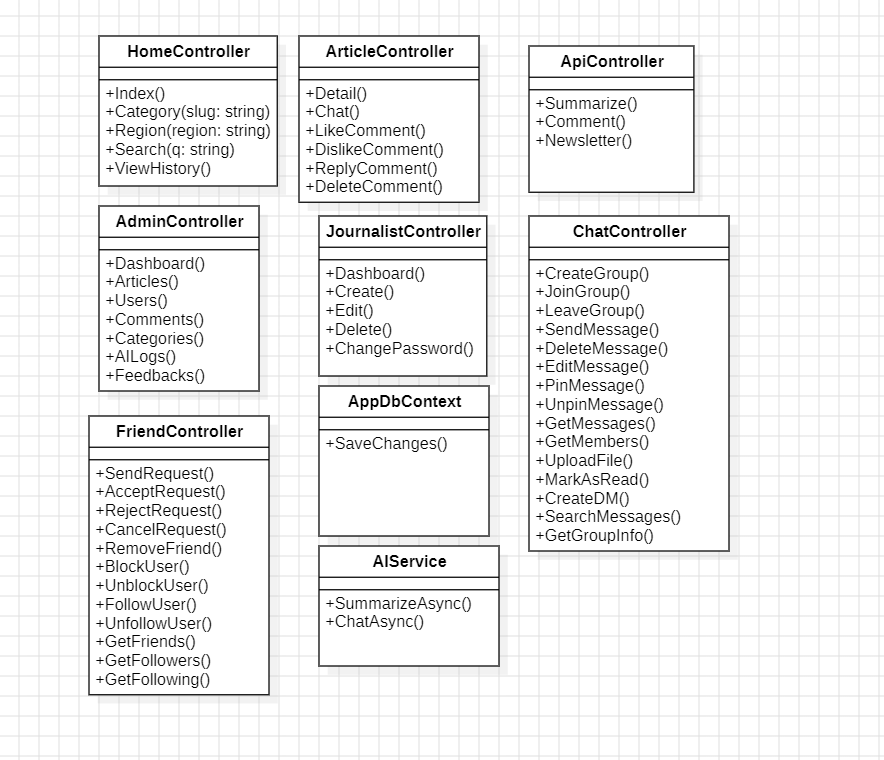 HomeController
+Index()
+Category(slug: string)
+Region(region: string)
+Search(q: string)
+ViewHistory()
ArticleController
+Detail()
+Chat()
+LikeComment()
+DislikeComment()
+ReplyComment()
+DeleteComment()
ApiController
+Summarize()
+Comment()
+Newsletter()
AdminController
+Dashboard()
+Articles()
+Users()
+Comments()
+Categories()
+AILogs()
+Feedbacks()
JournalistController
+Dashboard()
+Create()
+Edit()
+Delete()
+ChangePassword()
ChatController
+CreateGroup()
+JoinGroup()
+LeaveGroup()
+SendMessage()
+DeleteMessage()
+EditMessage()
+PinMessage()
+UnpinMessage()
+GetMessages()
+GetMembers()
+UploadFile()
+MarkAsRead()
+CreateDM()
+SearchMessages()
+GetGroupInfo()
AppDbContext
+SaveChanges()
FriendController
+SendRequest()
+AcceptRequest()
+RejectRequest()
+CancelRequest()
+RemoveFriend()
+BlockUser()
+UnblockUser()
+FollowUser()
+UnfollowUser()
+GetFriends()
+GetFollowers()
+GetFollowing()
AIService
+SummarizeAsync()
+ChatAsync()